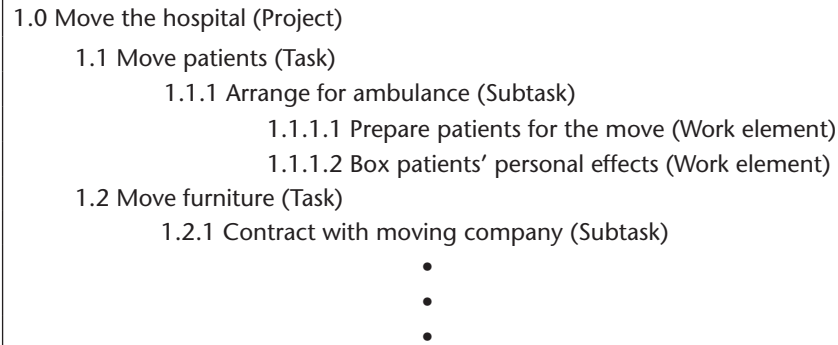 1.0 Move the hospital (Project)
1.1 Move patients (Task)
1.1.1 Arrange for ambulance (Subtask)
1.1.1.1 Prepare patients for the move (Work element)
1.1.1.2 Box patients’ personal effects (Work element)
1.2 Move furniture (Task)
1.2.1 Contract with moving company (Subtask)
•
•
•